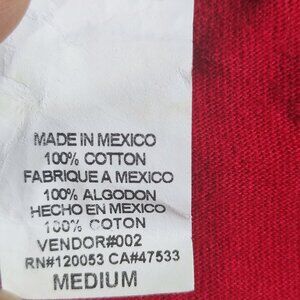 MADE IN MEXICO
100% COTTON
FABRIQUE A MEXICO
100% ALGODON
HECHO EN MEXICO
100% COTON
VENDOR#002
RN#120053 CA#47533
MEDIUM